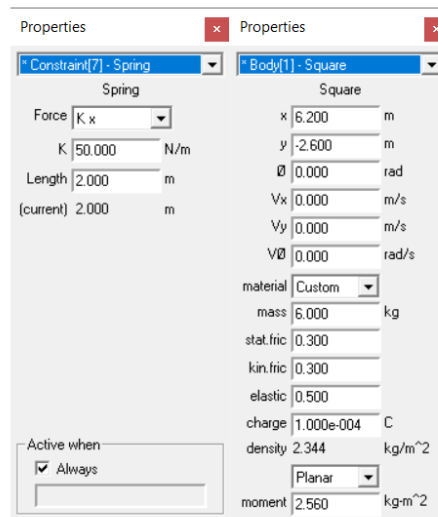 Properties
* Constraint[7] - Spring
Spring
Force K x
K 50.000 N/m
Length 2.000 m
(current) 2.000 m
Active when
Always
Properties
* Body[1] - Square
Square
x 6.200 m
y -2.600 m
Ø 0.000 rad
Vx 0.000 m/s
Vy 0.000 m/s
VØ 0.000 rad/s
material Custom
mass 6.000 kg
stat.fric 0.300
kin.fric 0.300
elastic 0.500
charge 1.000e-004 C
density 2.344 kg/m^2
Planar
moment 2.560 kg-m^2